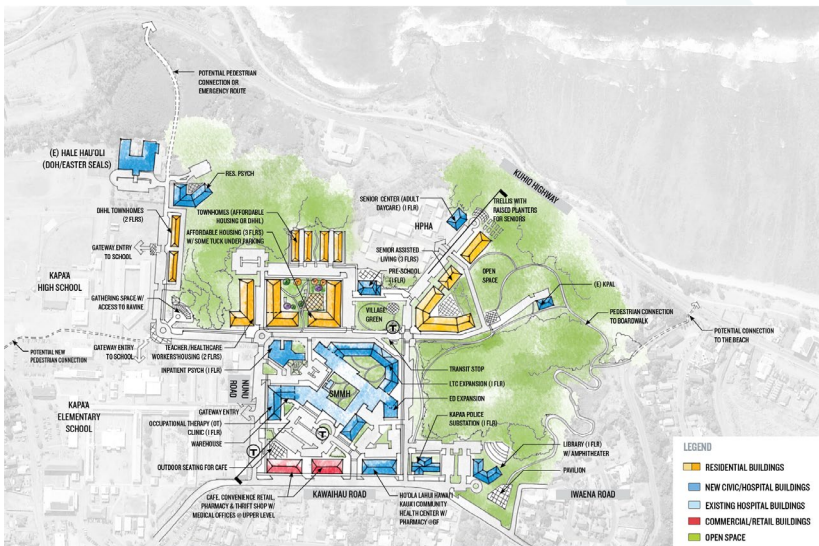 POTENTIAL PEDESTRIAN
CONNECTION OR
EMERGENCY ROUTE
(E) HALE HAU'OLI
(DOH/EASTER SEALS)
RES. PSYCH
DHHL TOWNHOMES
(2 FLRS)
TOWNHOMES (AFFORDABLE
HOUSING OR DHHL)
AFFORDABLE HOUSING (3 FLRS)
W/ SOME TUCK UNDER PARKING
GATEWAY ENTRY
TO SCHOOL
KAPA'A
HIGH SCHOOL
GATHERING SPACE W/
ACCESS TO RAVINE
SENIOR CENTER (ADULT
DAYCARE) (1 FLR)
HPHA
KUHIO HIGHWAY
TRELLIS WITH
RAISED PLANTERS
FOR SENIORS
SENIOR ASSISTED
LIVING (3 FLRS)
PRE-SCHOOL
(1 FLR)
OPEN
SPACE
(E) KPAL
VILLAGE
GREEN
T
PEDESTRIAN CONNECTION
TO BOARDWALK
POTENTIAL CONNECTION
TO THE BEACH
POTENTIAL NEW
PEDESTRIAN CONNECTION
GATEWAY ENTRY
TO SCHOOL
TEACHER/HEALTHCARE
WORKERS HOUSING (2 FLRS)
INPATIENT PSYCH (1 FLR)
NUNU
ROAD
SMMH
TRANSIT STOP
LTC EXPANSION (1 FLR)
ED EXPANSION
KAPA'A
ELEMENTARY
SCHOOL
GATEWAY ENTRY
OCCUPATIONAL THERAPY (OT)
CLINIC (1 FLR)
WAREHOUSE
KAPAA POLICE
SUBSTATION (1 FLR)
T
T
OUTDOOR SEATING FOR CAFE
LIBRARY (1 FLR)
W/ AMPHITHEATER
PAVILION
CAFE, CONVENIENCE RETAIL,
PHARMACY & THRIFT SHOP W/
MEDICAL OFFICES @ UPPER LEVEL
KAWAIHAU ROAD
HO'OLA LAHUI HAWAI'I
KAUA'I COMMUNITY
HEALTH CENTER W/
PHARMACY @GF
IWAENA ROAD
LEGEND
RESIDENTIAL BUILDINGS
NEW CIVIC/HOSPITAL BUILDINGS
EXISTING HOSPITAL BUILDINGS
COMMERCIAL/RETAIL BUILDINGS
OPEN SPACE